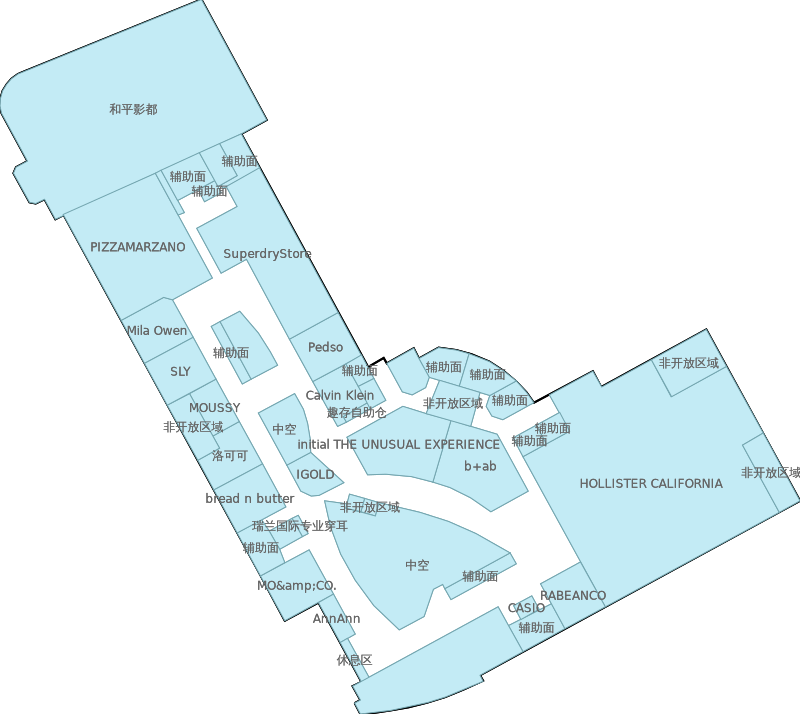 和平影都
辅助面
辅助面
辅助面
PIZZAMARZANO
SuperdryStore
Mila Owen
Pedso
辅助面
SLY
辅助面
辅助面
非开放区域
辅助面
Calvin Klein
辅助面
MOUSSY
非开放区域
趣存自助仓
非开放区域
中空
辅助面
辅助面
initial THE UNUSUAL EXPERIENCE
洛可可
b+ab
IGOLD
HOLLISTER CALIFORNIA
非开放区域
bread n butter
非开放区域
瑞兰国际专业穿耳
辅助面
中空
辅助面
MO&amp;CO.
RABEANCO
CASIO
AnnAnn
辅助面
休息区